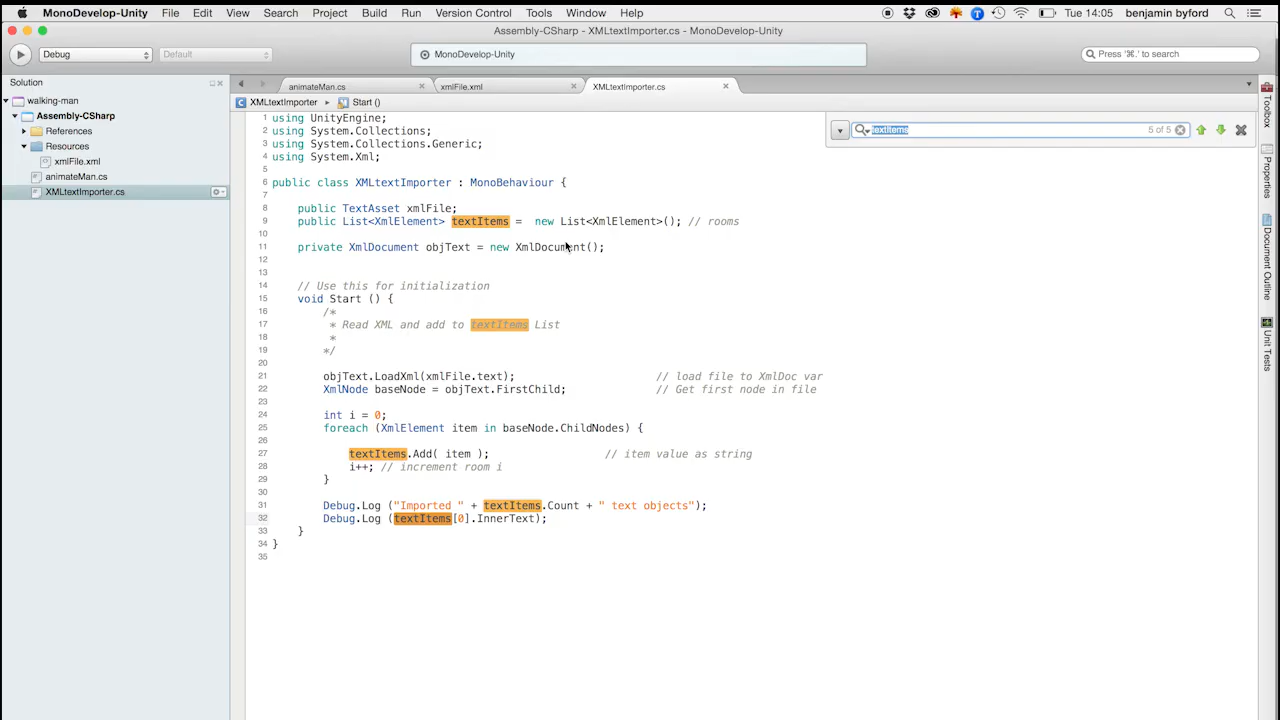 MonoDevelop-Unity File Edit View Search Project Build Run Version Control Tools Window Help Tue 14:05 benjamin byford
Assembly-CSharp - XMLtextImporter.cs - MonoDevelop-Unity
Debug Default MonoDevelop-Unity Press '⌘.' to search
Solution
walking-man
Assembly-CSharp
References
Resources
xmlFile.xml
animateMan.cs
XMLtextImporter.cs
animateMan.cs xmlFile.xml XMLtextImporter.cs
XMLtextImporter Start ()
textItems 5 of 5
1 using UnityEngine;
2 using System.Collections;
3 using System.Collections.Generic;
4 using System.Xml;
5
6 public class XMLtextImporter : MonoBehaviour {
7
8 public TextAsset xmlFile;
9 public List<XmlElement> textItems = new List<XmlElement>(); // rooms
10
11 private XmlDocument objText = new XmlDocument();
12
13
14 // Use this for initialization
15 void Start () {
16 /*
17 * Read XML and add to textItems List
18 *
19 */
20
21 objText.LoadXml(xmlFile.text); // load file to XmlDoc var
22 XmlNode baseNode = objText.FirstChild; // Get first node in file
23
24 int i = 0;
25 foreach (XmlElement item in baseNode.ChildNodes) {
26
27 textItems.Add( item ); // item value as string
28 i++; // increment room i
29 }
30
31 Debug.Log ("Imported " + textItems.Count + " text objects");
32 Debug.Log (textItems[0].InnerText);
33 }
34 }
35
Toolbox
Properties
Document Outline
Unit Tests